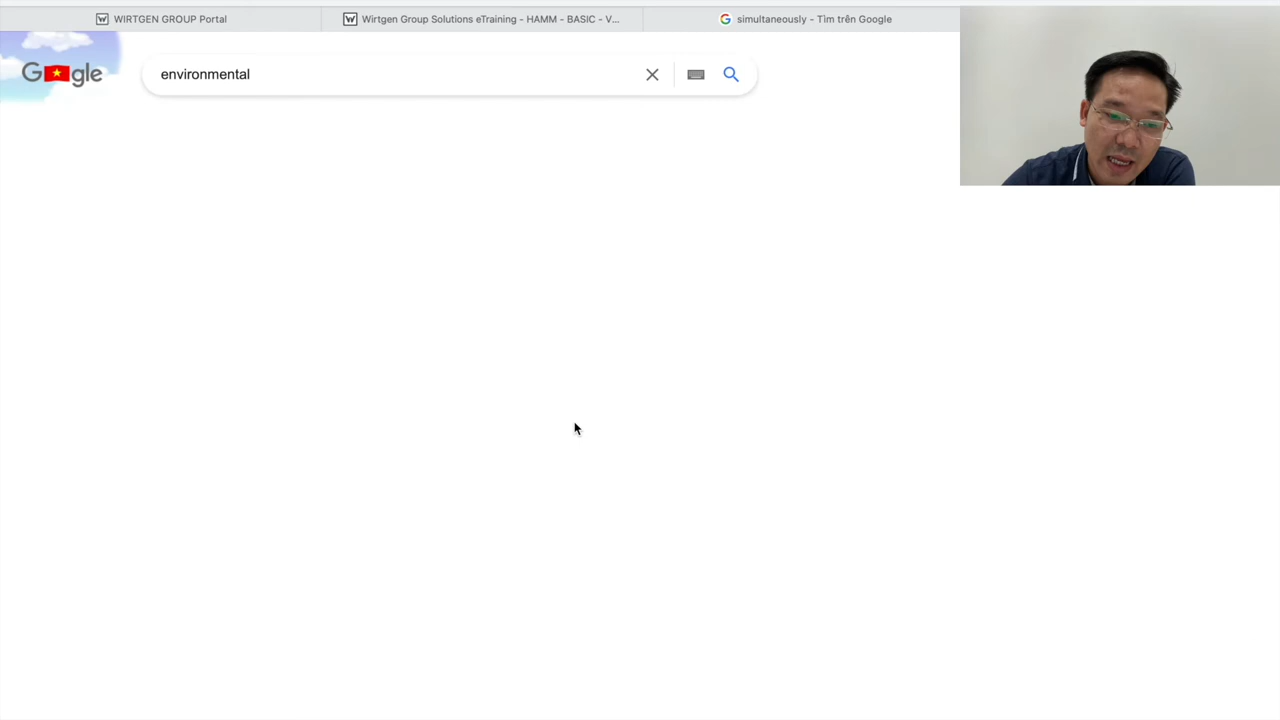 WIRTGEN GROUP Portal
Wirtgen Group Solutions eTraining - HAMM - BASIC - V...
simultaneously - Tìm trên Google
Google
environmental